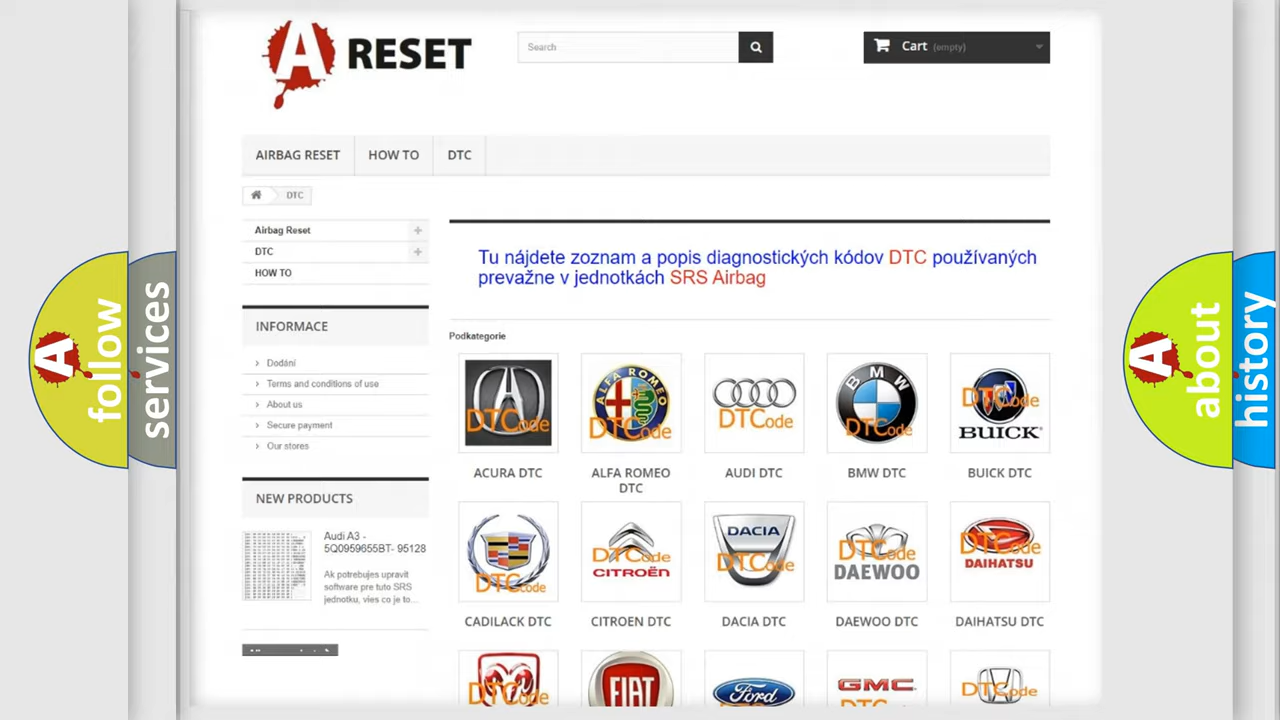 A RESET
Search
Cart (empty)
AIRBAG RESET
HOW TO
DTC
DTC
Airbag Reset
DTC
HOW TO
Tu nájdete zoznam a popis diagnostických kódov DTC používaných
prevažne v jednotkách SRS Airbag
INFORMACE
Dodání
Terms and conditions of use
About us
Secure payment
Our stores
Podkategorie
DTCode
ALFA ROMEO
DTCode
DTCode
BMW
DTCode
DTCode
BUICK
ACURA DTC
ALFA ROMEO
DTC
AUDI DTC
BMW DTC
BUICK DTC
NEW PRODUCTS
Audi A3 -
5Q0959655BT- 95128
Ak potrebujes upravit
software pre tuto SRS
jednotku, vies co je to...
DTCode
DTCode
CITROËN
DACIA
DTCode
DTCode
DAEWOO
DTCode
DAIHATSU
CADILACK DTC
CITROEN DTC
DACIA DTC
DAEWOO DTC
DAIHATSU DTC
DTCode
FIAT
Ford
GMC
DTCode
A follow
services
A about
history